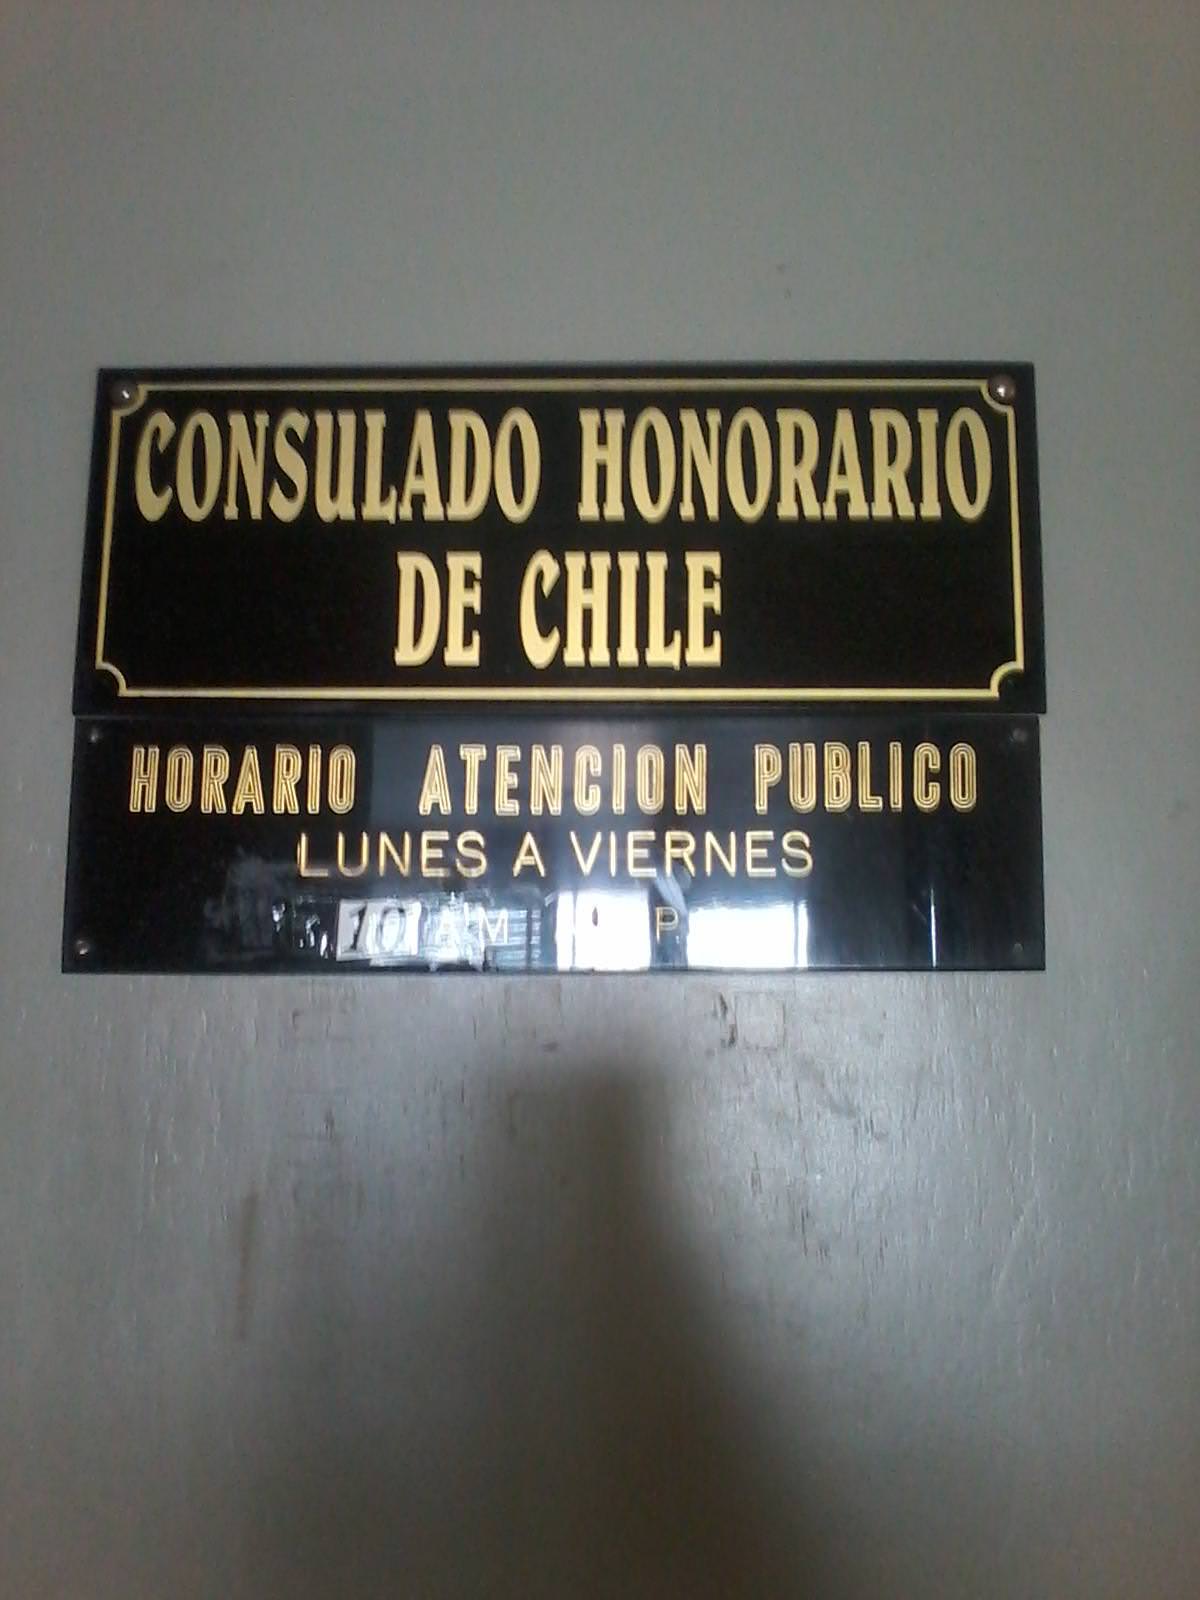 CONSULADO HONORARIO
DE CHILE
HORARIO ATENCION PUBLICO
LUNES A VIERNES
10 AM P